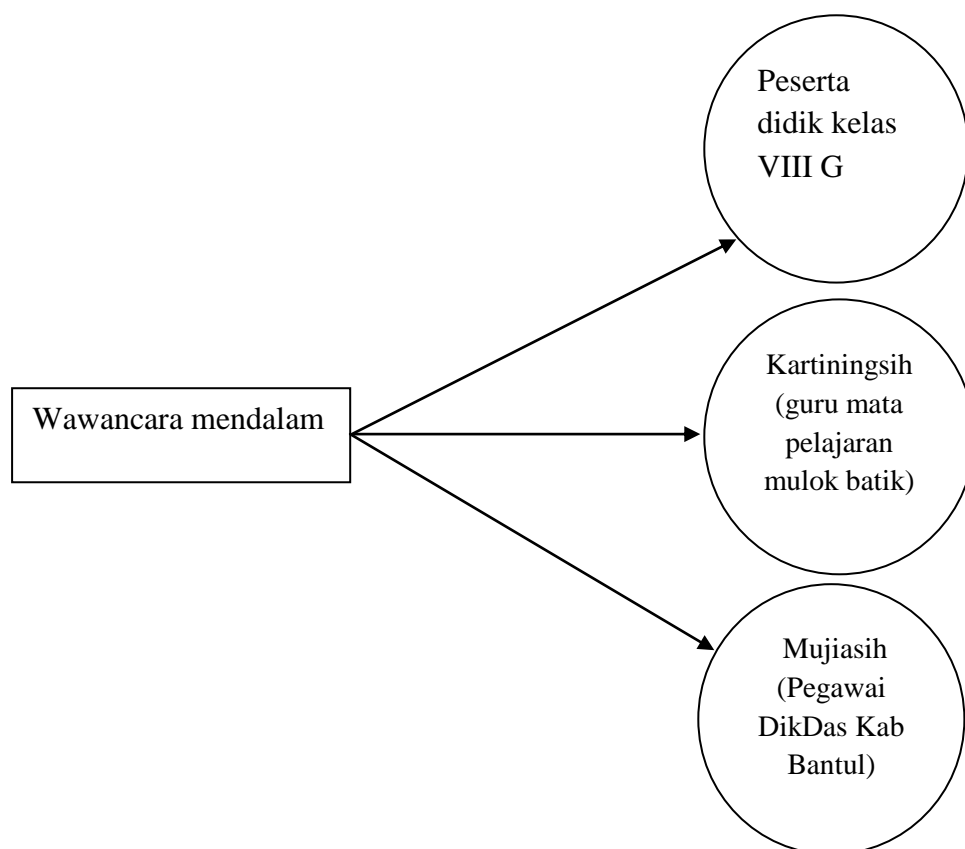 Peserta
didik kelas
VIII G
Wawancara mendalam
Kartiningsih
(guru mata
pelajaran
mulok batik)
Mujiasih
(Pegawai
DikDas Kab
Bantul)